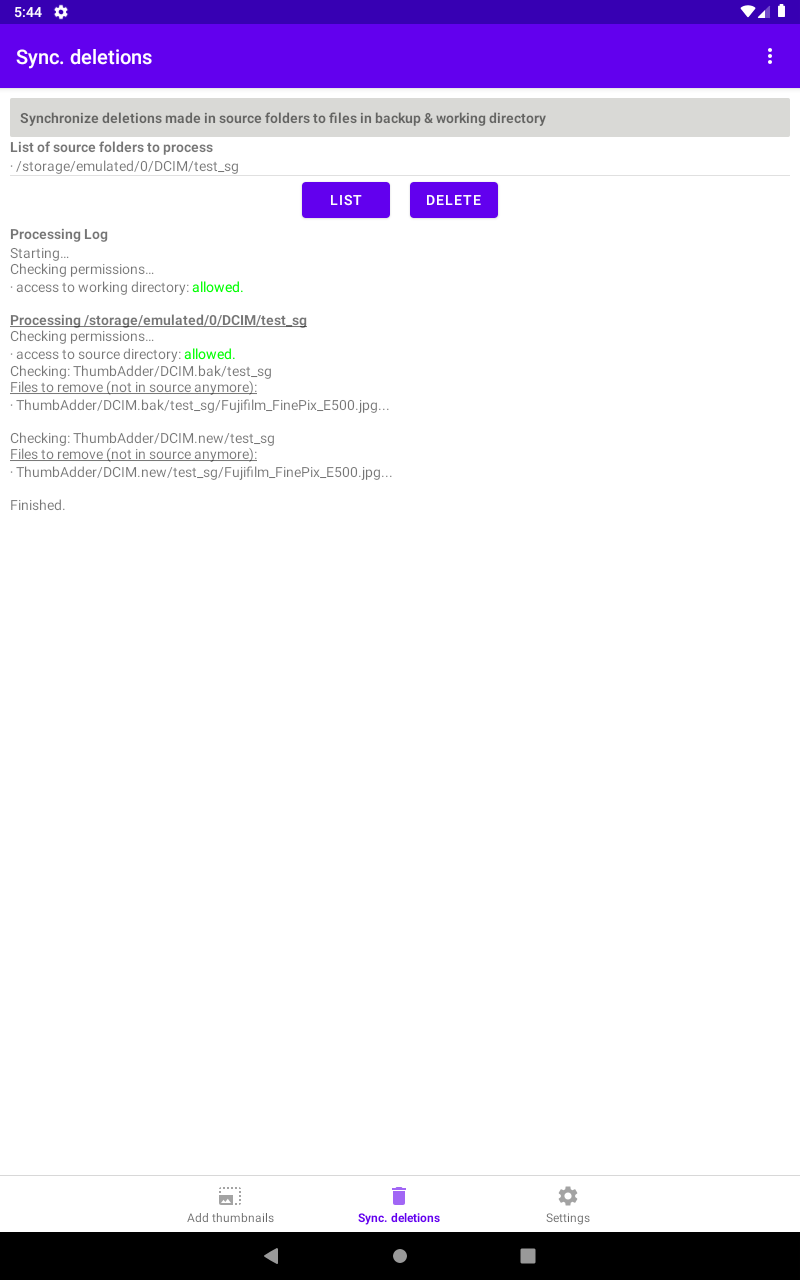 5:44
Sync. deletions
Synchronize deletions made in source folders to files in backup & working directory
List of source folders to process
· /storage/emulated/0/DCIM/test_sg
LIST DELETE
Processing Log
Starting...
Checking permissions...
· access to working directory: allowed.
Processing /storage/emulated/0/DCIM/test_sg
Checking permissions...
· access to source directory: allowed.
Checking: ThumbAdder/DCIM.bak/test_sg
Files to remove (not in source anymore):
· ThumbAdder/DCIM.bak/test_sg/Fujifilm_FinePix_E500.jpg...
Checking: ThumbAdder/DCIM.new/test_sg
Files to remove (not in source anymore):
· ThumbAdder/DCIM.new/test_sg/Fujifilm_FinePix_E500.jpg...
Finished.
Add thumbnails Sync. deletions Settings